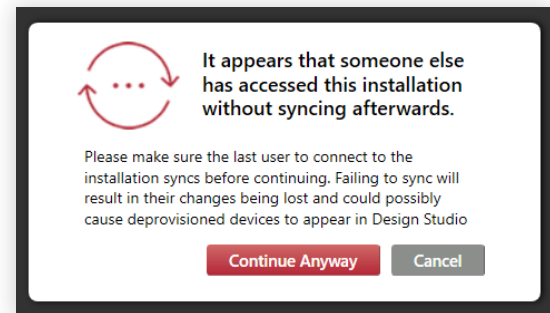 It appears that someone else
has accessed this installation
without syncing afterwards.
Please make sure the last user to connect to the
installation syncs before continuing. Failing to sync will
result in their changes being lost and could possibly
cause deprovisioned devices to appear in Design Studio
Continue Anyway
Cancel